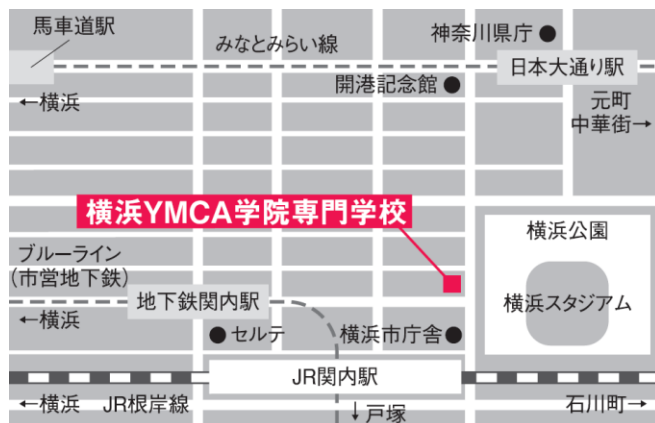 馬車道駅
みなとみらい線
神奈川県庁
日本大通り駅
開港記念館
←横浜
元町
中華街→
横浜YMCA学院専門学校
横浜公園
ブルーライン
(市営地下鉄)
地下鉄関内駅
横浜スタジアム
←横浜
セルテ
横浜市庁舎
JR関内駅
←横浜
JR根岸線
↓戸塚
石川町→